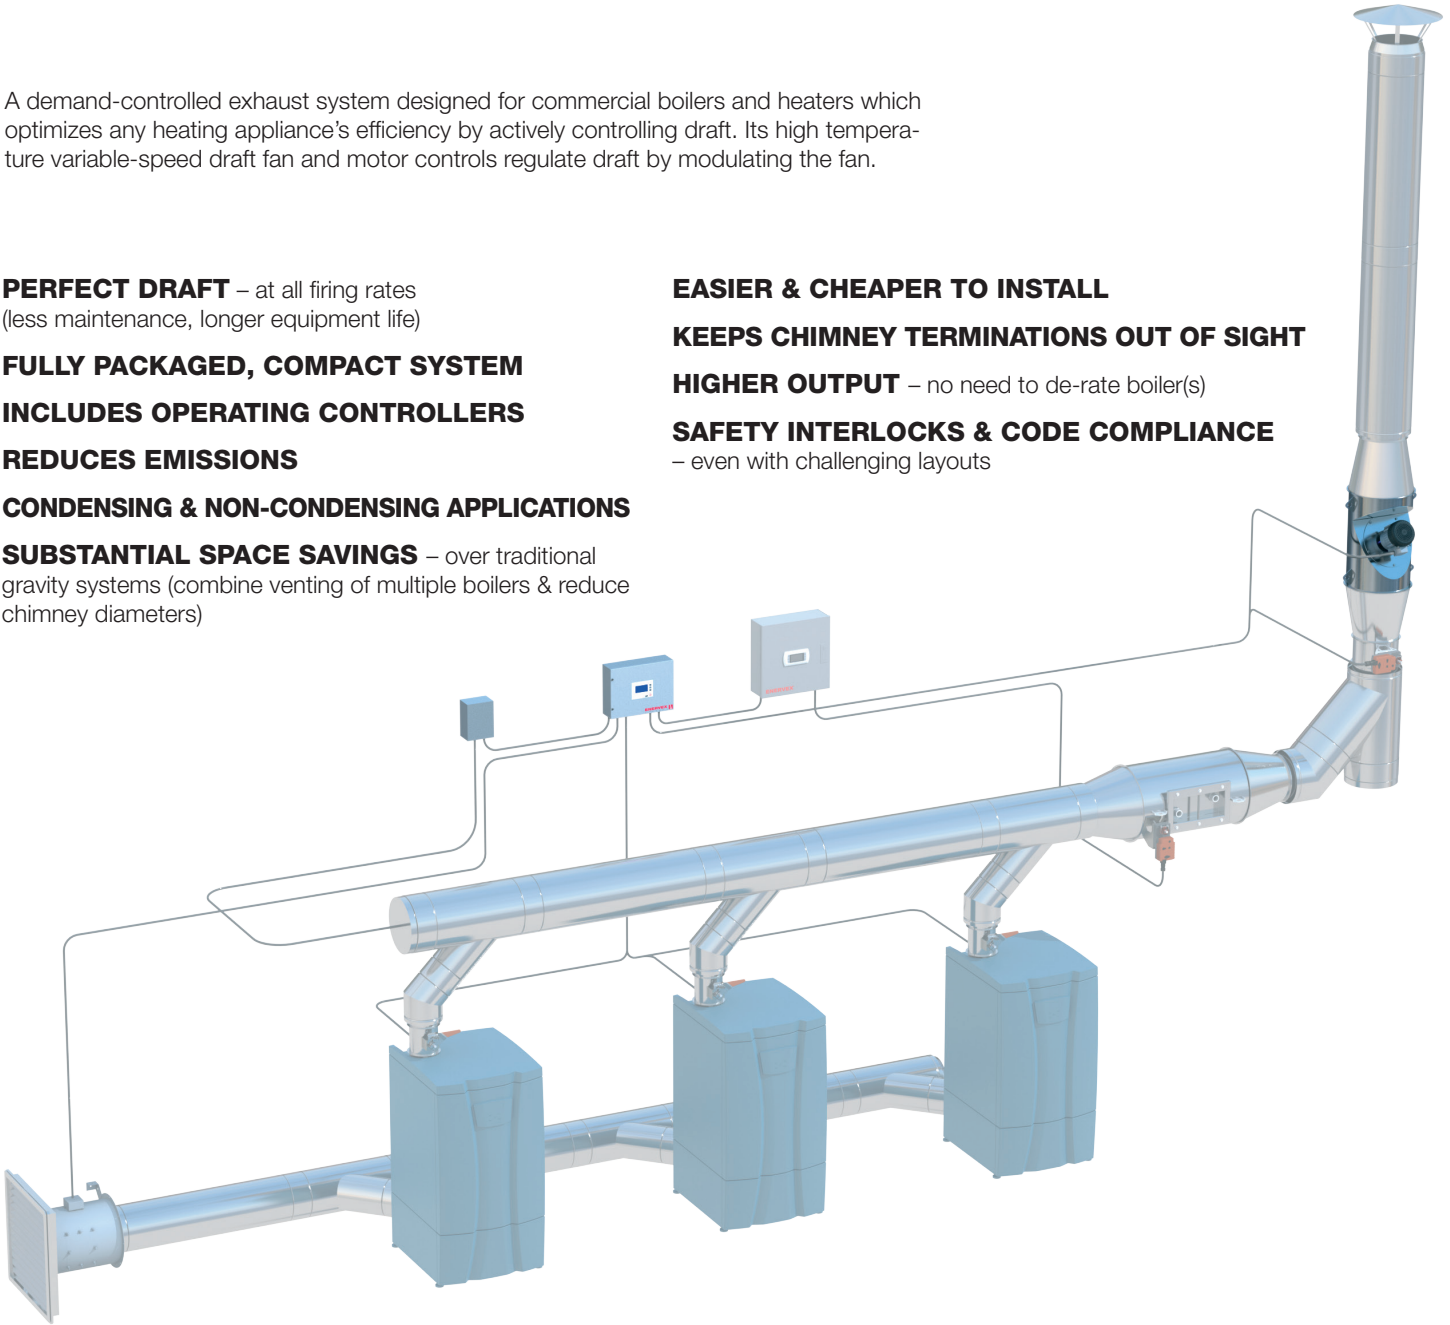 A demand-controlled exhaust system designed for commercial boilers and heaters which
optimizes any heating appliance’s efficiency by actively controlling draft. Its high tempera-
ture variable-speed draft fan and motor controls regulate draft by modulating the fan.
PERFECT DRAFT – at all firing rates
(less maintenance, longer equipment life)
FULLY PACKAGED, COMPACT SYSTEM
INCLUDES OPERATING CONTROLLERS
REDUCES EMISSIONS
CONDENSING & NON-CONDENSING APPLICATIONS
SUBSTANTIAL SPACE SAVINGS – over traditional
gravity systems (combine venting of multiple boilers & reduce
chimney diameters)
EASIER & CHEAPER TO INSTALL
KEEPS CHIMNEY TERMINATIONS OUT OF SIGHT
HIGHER OUTPUT – no need to de-rate boiler(s)
SAFETY INTERLOCKS & CODE COMPLIANCE
– even with challenging layouts